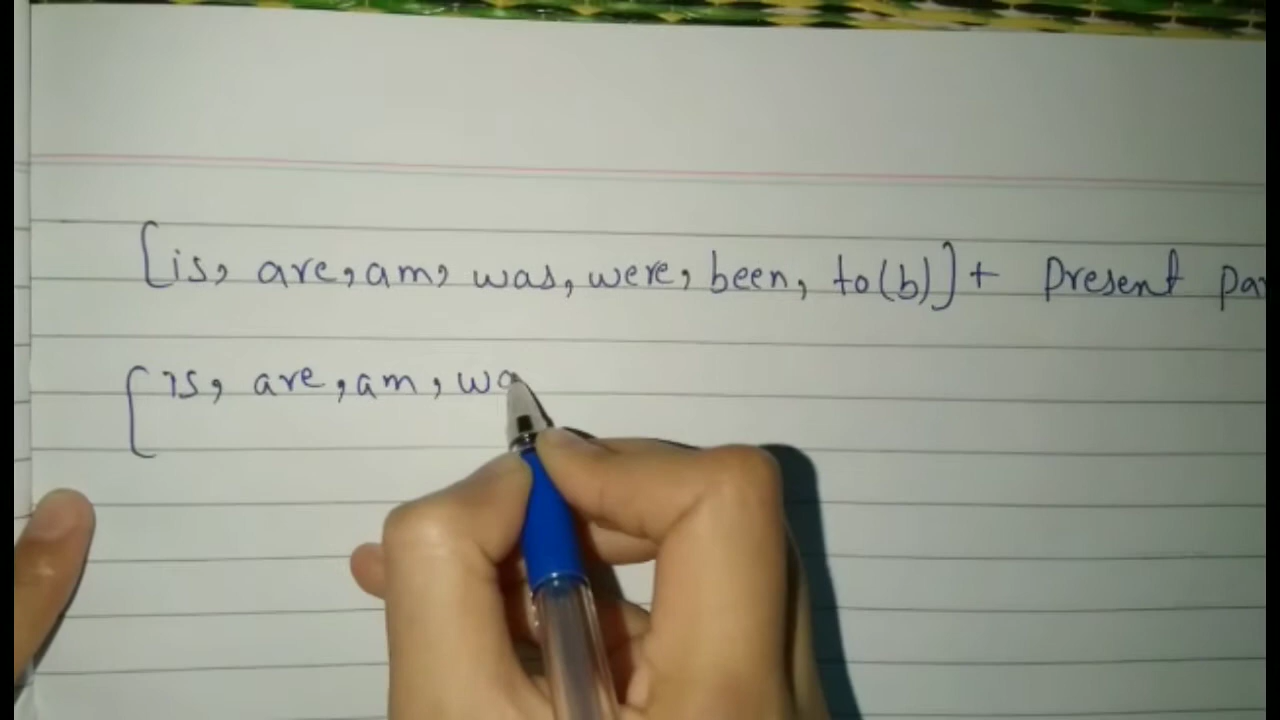 [is, are, am, was, were, been, to(b)] + Present
[is, are, am,